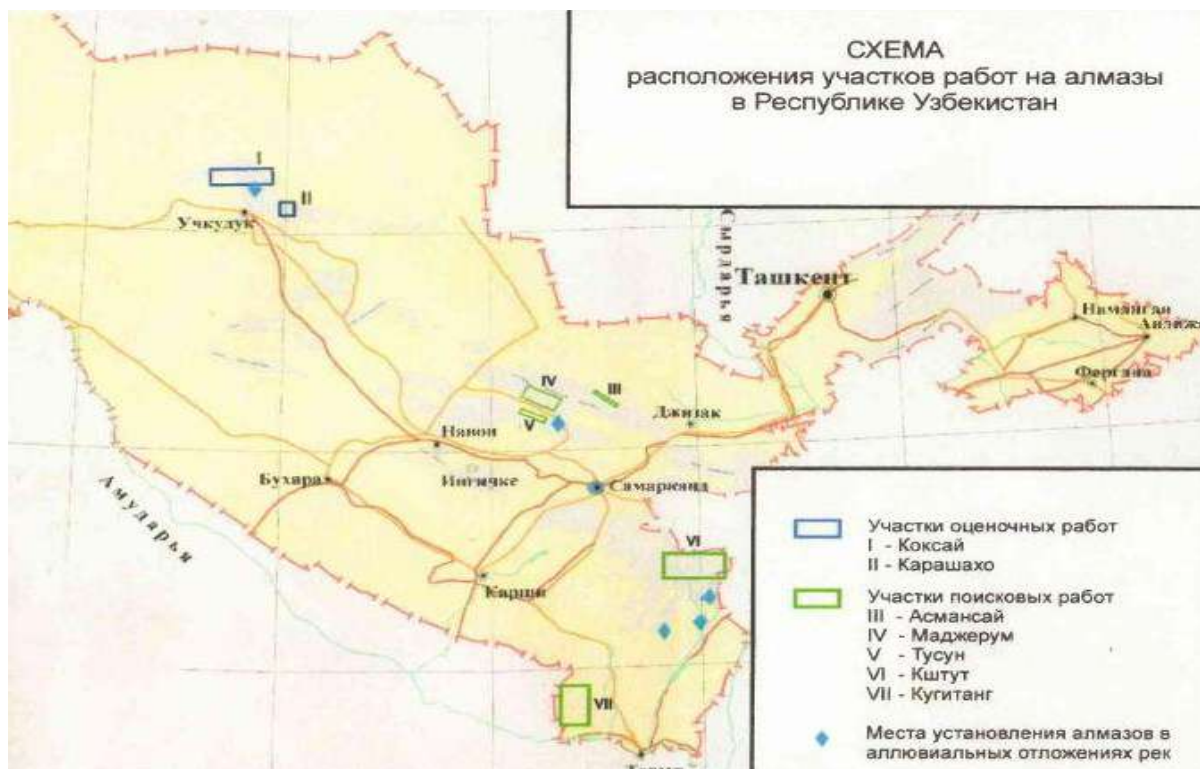 СХЕМА
расположения участков работ на алмазы
в Республике Узбекистан
I
II
Учкудук
Сырдарья
Ташкент
Наманган
Фергана
IV
III
V
Джизак
Навои
Бухара
Ингичке
Самарканд
Амударья
VI
Карши
VII
Участки оценочных работ
I - Коксай
II - Карашахо
Участки поисковых работ
III - Асмансай
IV - Маджерум
V - Тусун
VI - Кштут
VII - Кугитанг
Места установления алмазов в
аллювиальных отложениях рек